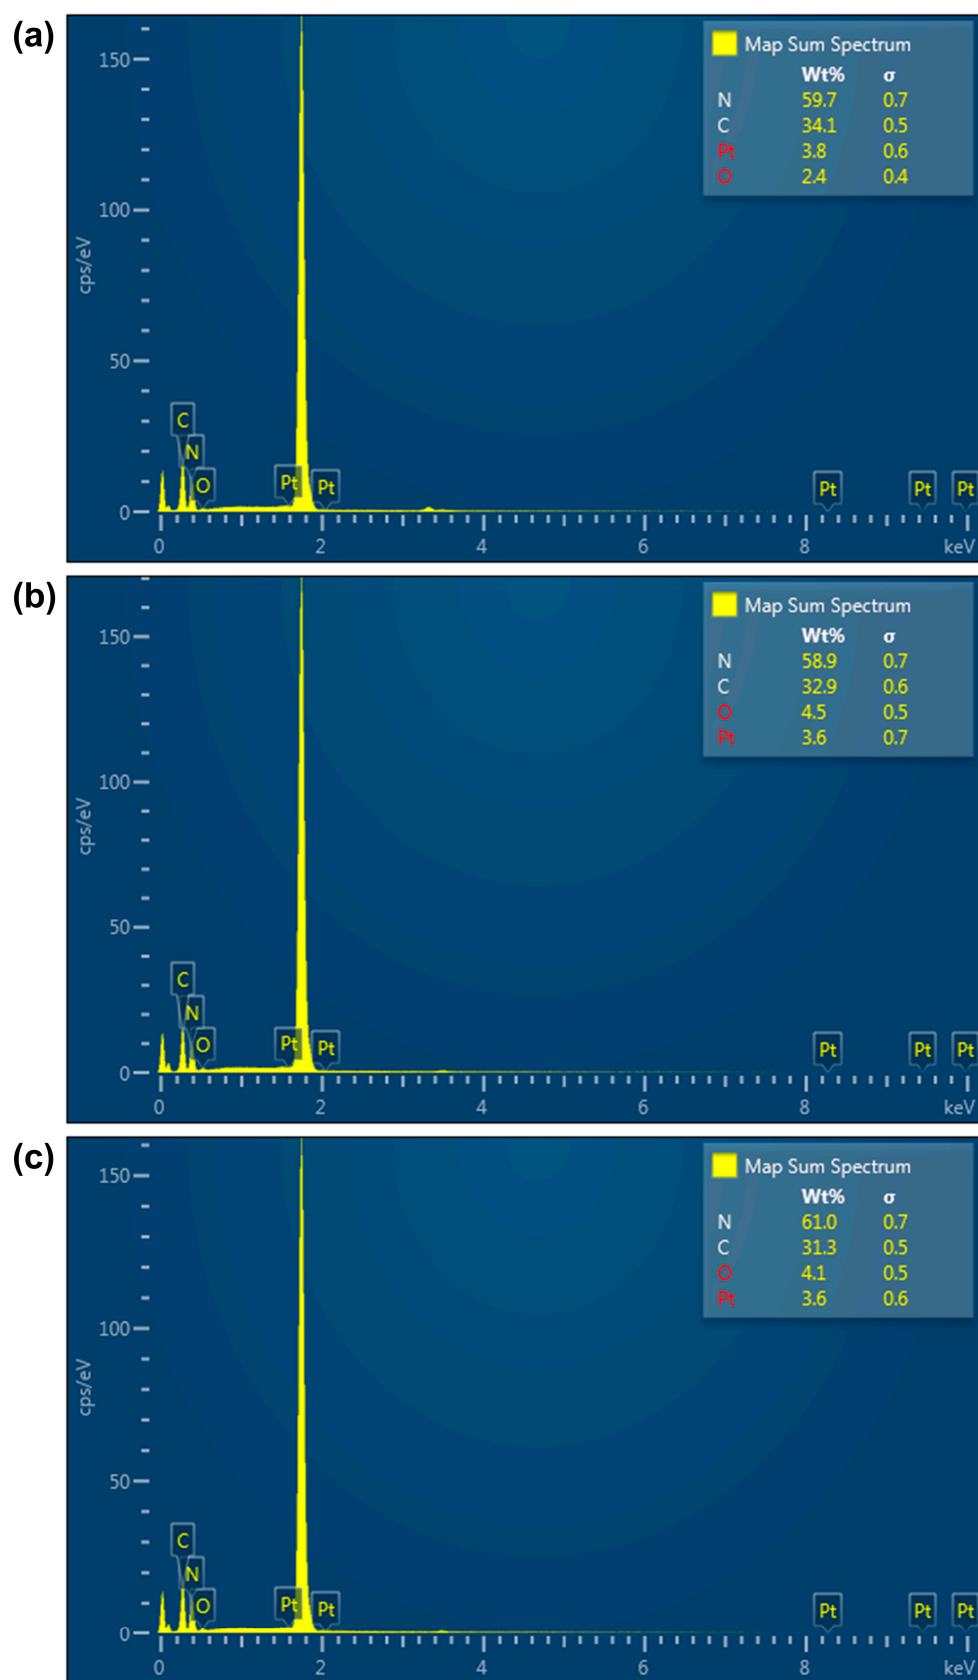 (a)
Map Sum Spectrum
Wt% σ
N 59.7 0.7
C 34.1 0.5
Pt 3.8 0.6
O 2.4 0.4
150
100
50
0
cps/eV
C
N
O
Pt Pt Pt Pt Pt
0 2 4 6 8 keV
(b)
Map Sum Spectrum
Wt% σ
N 58.9 0.7
C 32.9 0.6
O 4.5 0.5
Pt 3.6 0.7
150
100
50
0
cps/eV
C
N
O
Pt Pt Pt Pt Pt
0 2 4 6 8 keV
(c)
Map Sum Spectrum
Wt% σ
N 61.0 0.7
C 31.3 0.5
O 4.1 0.5
Pt 3.6 0.6
150
100
50
0
cps/eV
C
N
O
Pt Pt Pt Pt Pt
0 2 4 6 8 keV